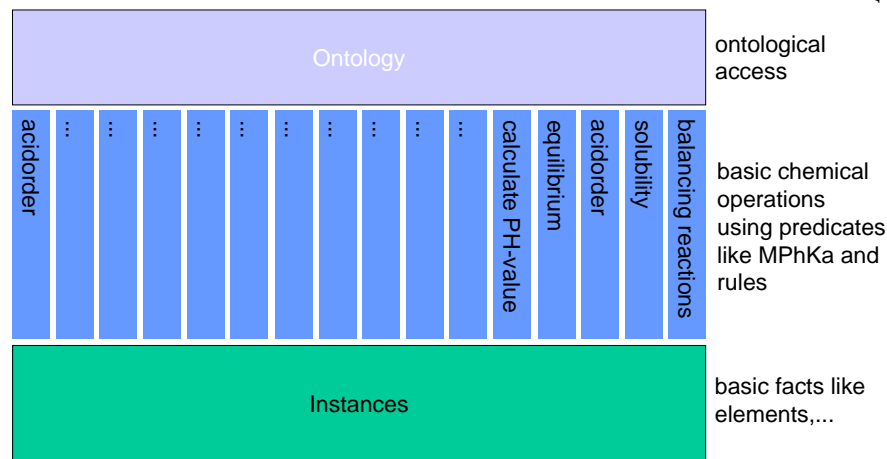 Ontology
ontological
access
acidorder
...
...
...
...
...
...
...
...
...
...
calculate PH-value
equilibrium
acidorder
solubility
balancing reactions
basic chemical
operations
using predicates
like MPhKa and
rules
Instances
basic facts like
elements,...